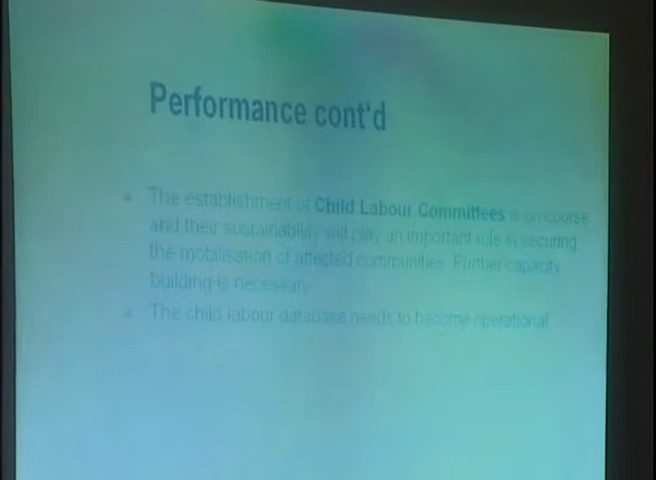 Performance cont'd
The establishment of Child Labour Committees is on course
and their sustainability will play an important role in securing
the mobilisation of affected communities. Further capacity
building is necessary.
The child labour database needs to become operational